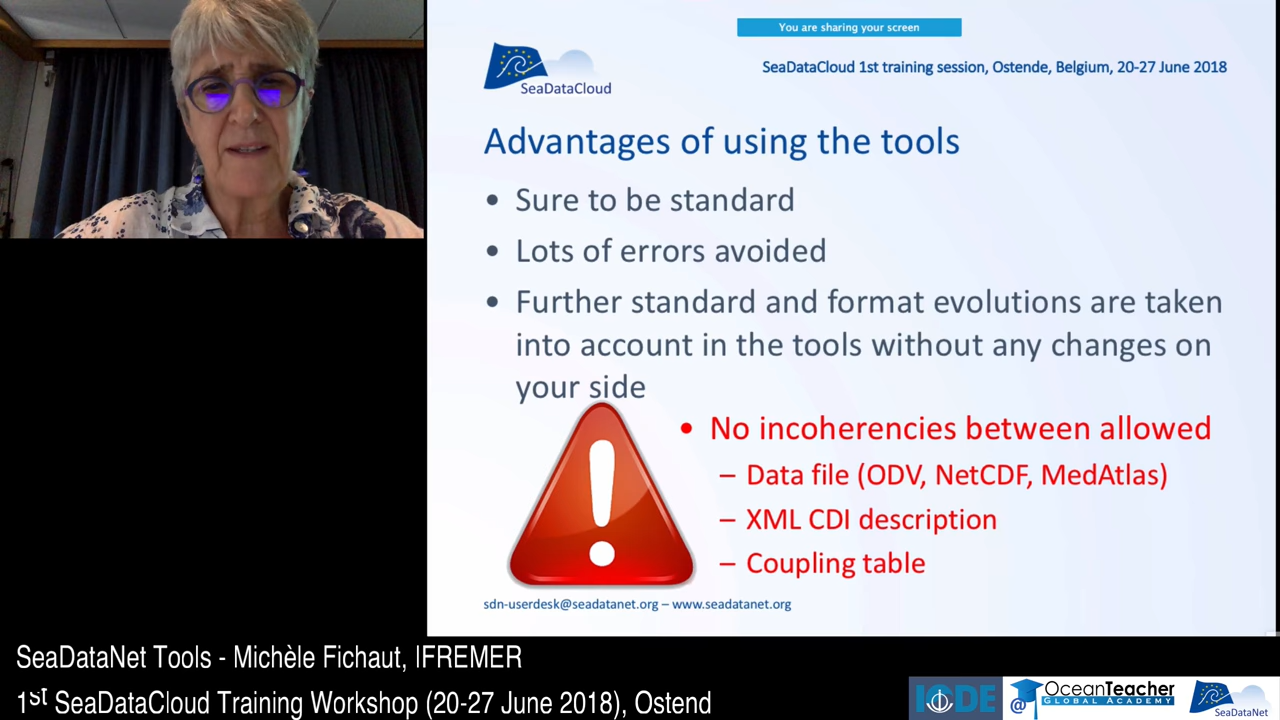 You are sharing your screen
SeaDataCloud
SeaDataCloud 1st training session, Ostende, Belgium, 20-27 June 2018
Advantages of using the tools
• Sure to be standard
• Lots of errors avoided
• Further standard and format evolutions are taken
into account in the tools without any changes on
your side
• No incoherencies between allowed
– Data file (ODV, NetCDF, MedAtlas)
– XML CDI description
– Coupling table
sdn-userdesk@seadatanet.org – www.seadatanet.org
SeaDataNet Tools - Michèle Fichaut, IFREMER
1st SeaDataCloud Training Workshop (20-27 June 2018), Ostend
IODE
@ OceanTeacher
GLOBAL ACADEMY
SeaDataNet